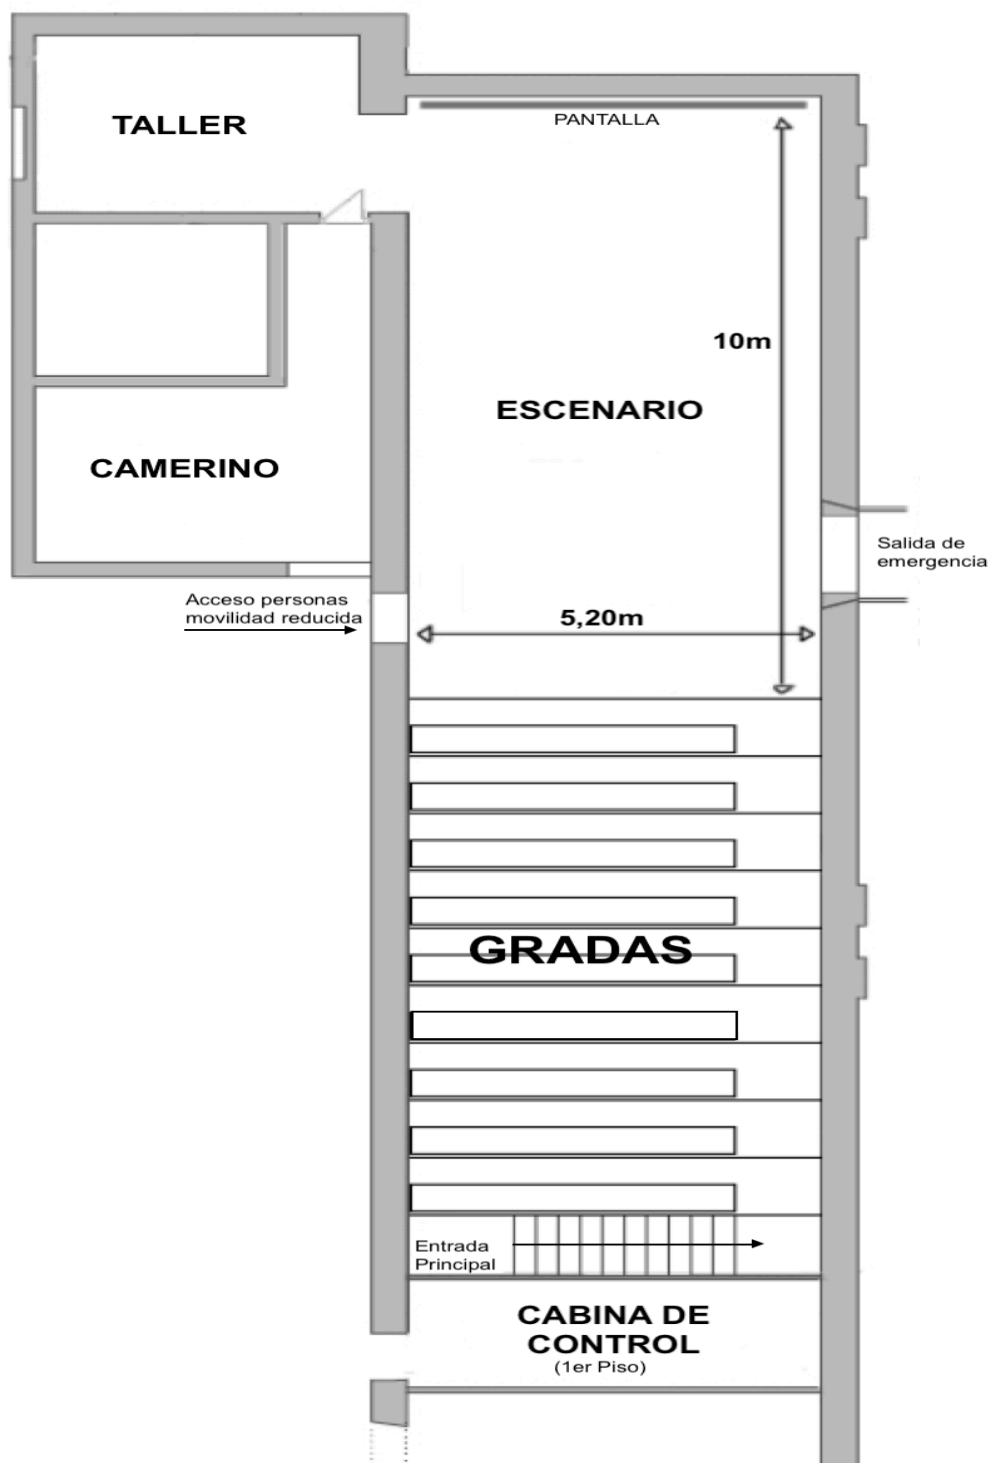 TALLER
PANTALLA
10m
ESCENARIO
CAMERINO
Salida de
emergencia
Acceso personas
movilidad reducida
5,20m
GRADAS
Entrada
Principal
CABINA DE
CONTROL
(1er Piso)